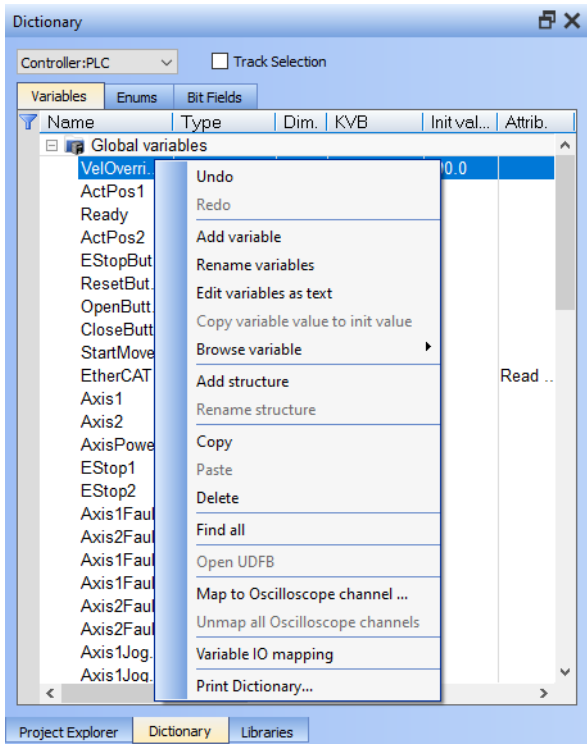 Dictionary
Controller:PLC Track Selection
Variables Enums Bit Fields
Name Type Dim. KVB Init val... Attrib.
Global variables
VelOverri... 00.0
ActPos1
Ready
ActPos2
EStopBut
ResetBut.
OpenButt.
CloseButt
StartMove
EtherCAT Read ..
Axis1
Axis2
AxisPowe
EStop1
EStop2
Axis1Faul
Axis2Faul
Axis1Faul
Axis1Faul
Axis2Faul
Axis2Faul
Axis1Jog.
Axis1Jog.
Undo
Redo
Add variable
Rename variables
Edit variables as text
Copy variable value to init value
Browse variable
Add structure
Rename structure
Copy
Paste
Delete
Find all
Open UDFB
Map to Oscilloscope channel ...
Unmap all Oscilloscope channels
Variable IO mapping
Print Dictionary...
Project Explorer Dictionary Libraries